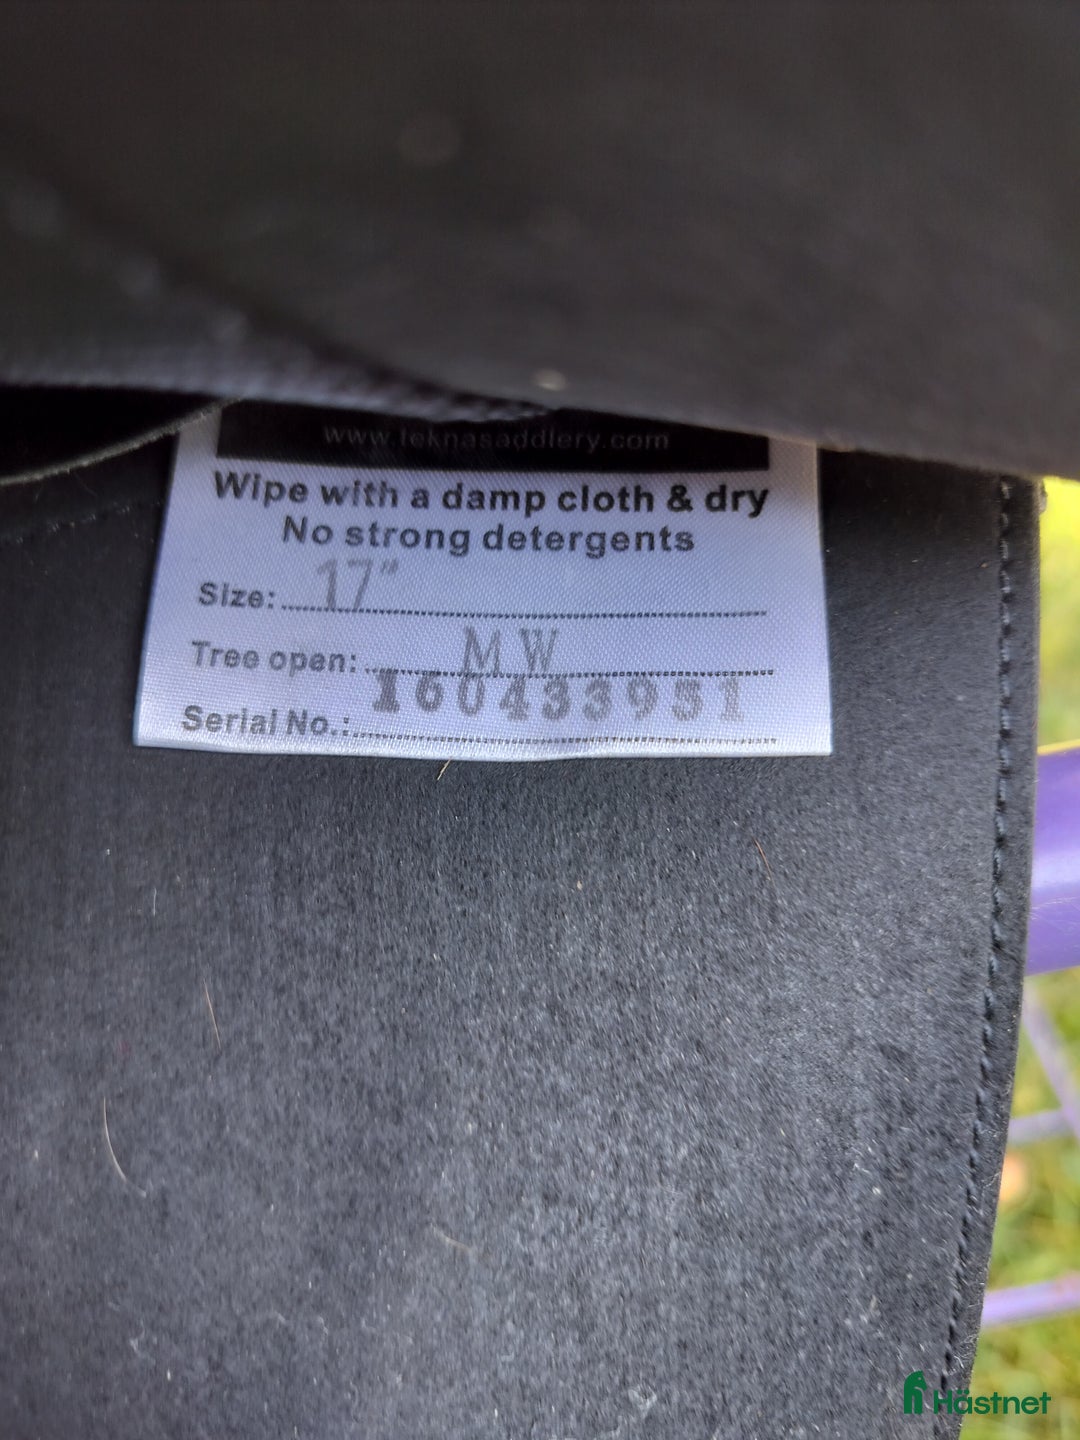 www.teknasaddlery.com
Wipe with a damp cloth & dry
No strong detergents
Size: 17"
Tree open: MW
Serial No.: 160433931
Hästnet